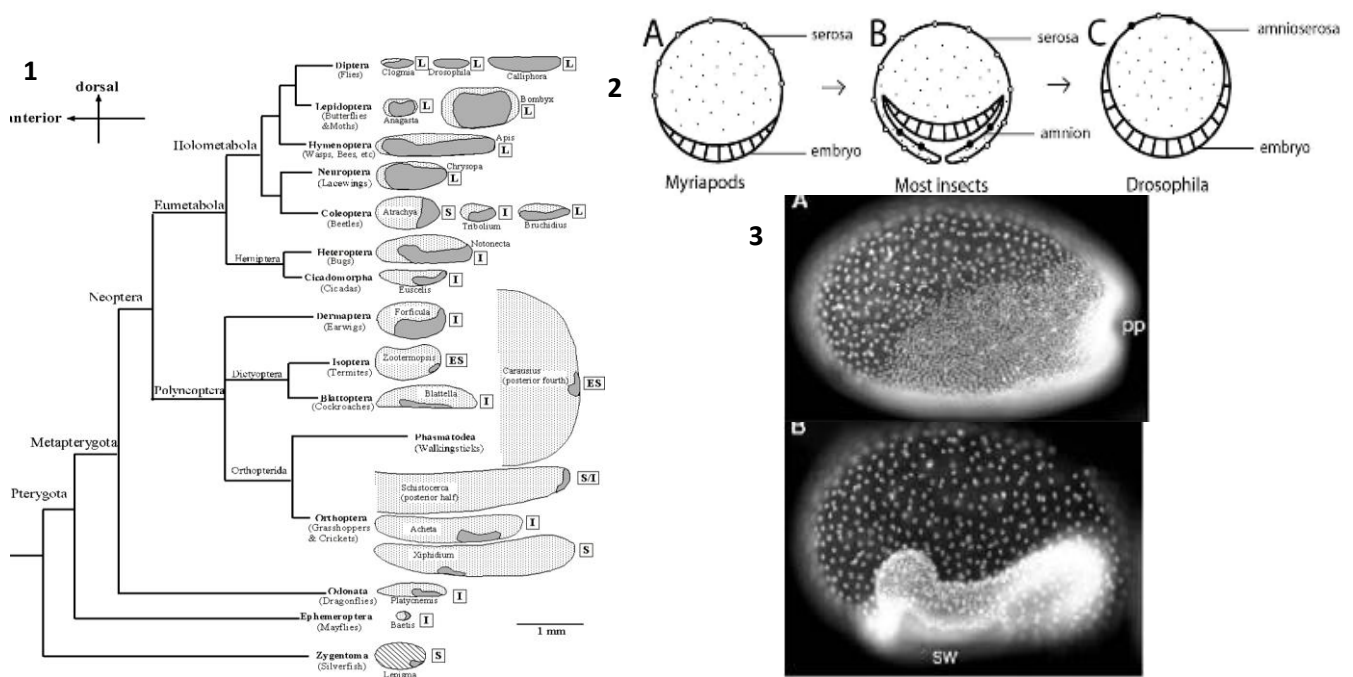 1
dorsal
anterior
Diptera
(Flies)
Clogmia
L
Drosophila
L
Calliphora
L
Lepidoptera
(Butterflies
&Moths)
Anagasta
L
Bombyx
L
Holometabola
Hymenoptera
(Wasps, Bees, etc)
Apis
L
Neuroptera
(Lacewings)
Chrysopa
L
Eumetabola
Coleoptera
(Beetles)
Atrachya
S
Tribolium
I
Bruchidius
L
Hemiptera
Heteroptera
(Bugs)
Notonecta
I
Cicadomorpha
(Cicadas)
Euscelis
I
Neoptera
Dermaptera
(Earwigs)
Forficula
I
Polyneoptera
Dictyoptera
Isoptera
(Termites)
Zootermopsis
ES
Blattoptera
(Cockroaches)
Blattella
I
Carausius
(posterior fourth)
ES
Metapterygota
Phasmatodea
(Walkingsticks)
Orthopterida
Schistocerca
(posterior half)
S/I
Pterygota
Orthoptera
(Grasshoppers
& Crickets)
Acheta
I
Xiphidium
S
Odonata
(Dragonflies)
Platycnemis
I
Ephemeroptera
(Mayflies)
Baetis
I
1 mm
Zygentoma
(Silverfish)
Lepisma
S
2
A
serosa
embryo
Myriapods
B
serosa
amnion
Most insects
C
amnioserosa
embryo
Drosophila
3
A
pp
B
sw